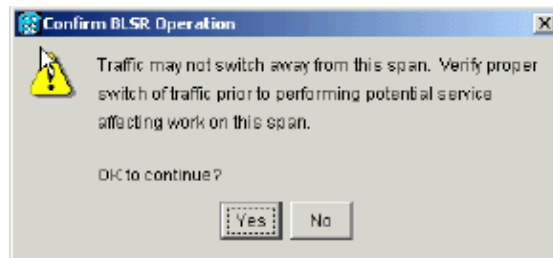 Confirm BLSR Operation
Traffic may not switch away from this span. Verify proper
switch of traffic prior to performing potential service
affecting work on this span.
OK to continue?
Yes
No